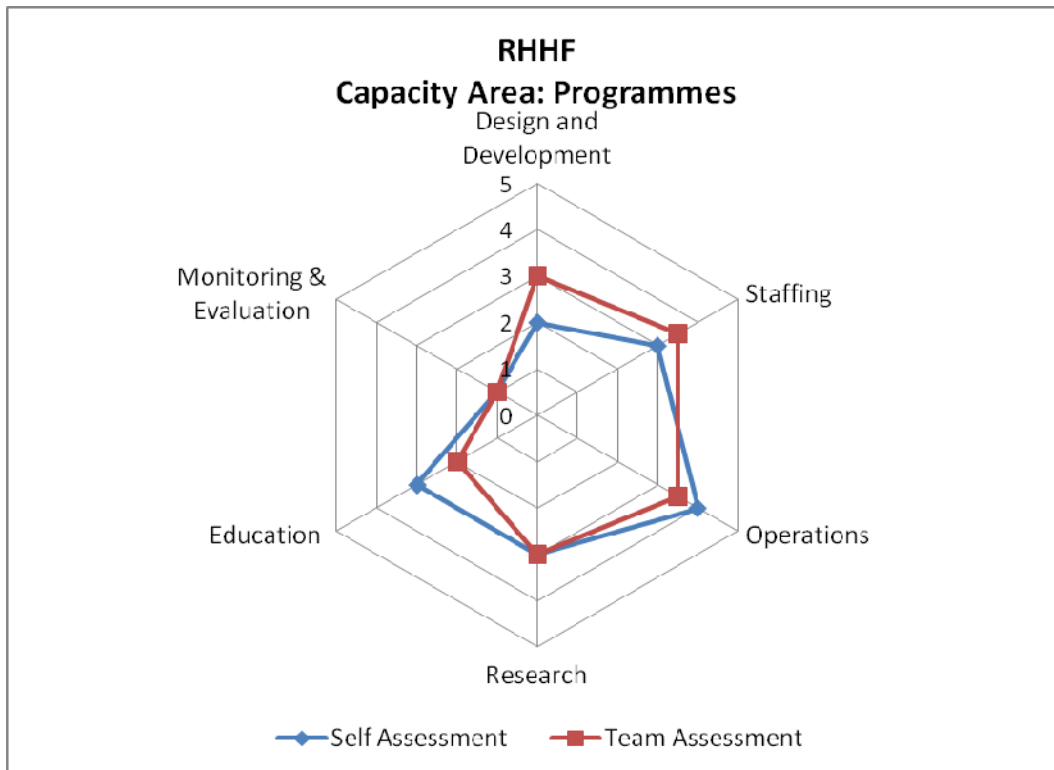 RHHF
Capacity Area: Programmes
Design and
Development
5
4
3
2
1
0
Monitoring &
Evaluation
Staffing
Education
Operations
Research
Self Assessment
Team Assessment